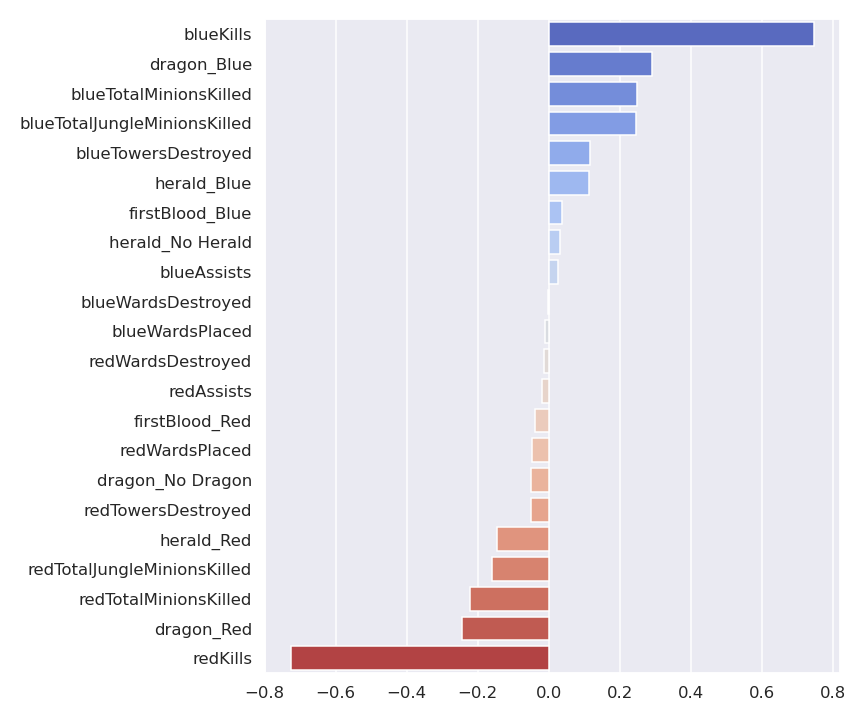 blueKills
dragon_Blue
blueTotalMinionsKilled
blueTotalJungleMinionsKilled
blueTowersDestroyed
herald_Blue
firstBlood_Blue
herald_No Herald
blueAssists
blueWardsDestroyed
blueWardsPlaced
redWardsDestroyed
redAssists
firstBlood_Red
redWardsPlaced
dragon_No Dragon
redTowersDestroyed
herald_Red
redTotalJungleMinionsKilled
redTotalMinionsKilled
dragon_Red
redKills
−0.8 −0.6 −0.4 −0.2 0.0 0.2 0.4 0.6 0.8